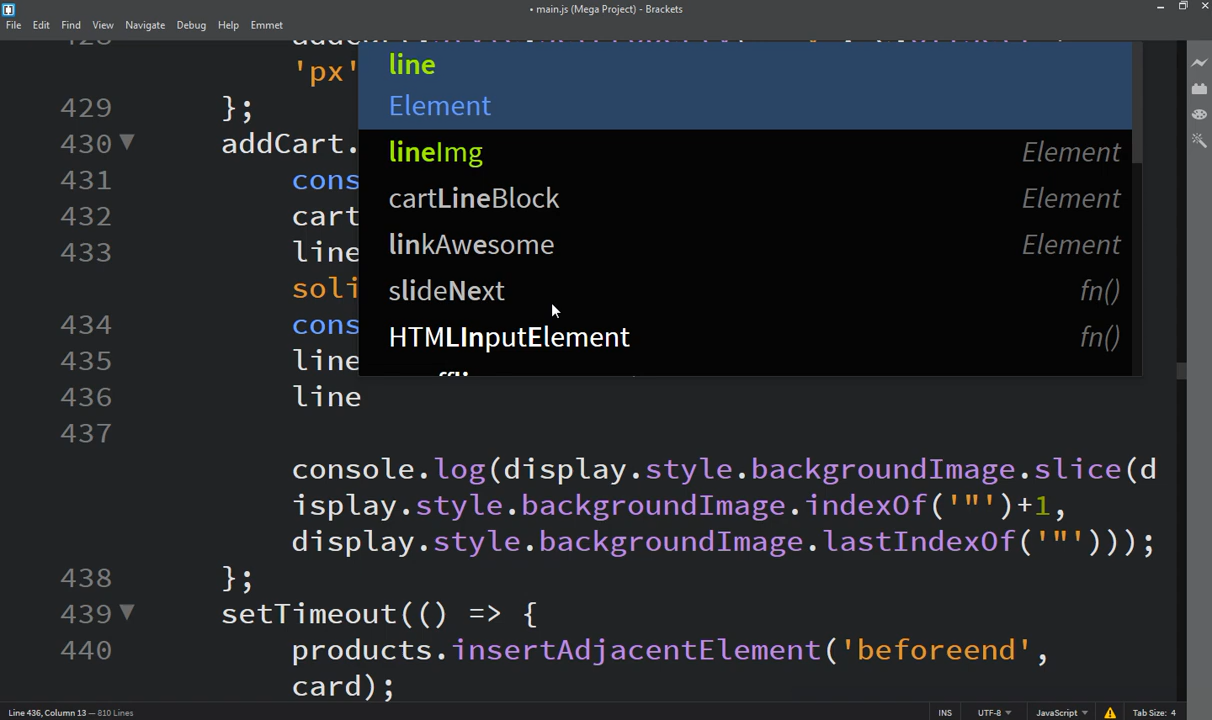 • main.js (Mega Project) - Brackets
File Edit Find View Navigate Debug Help Emmet
'px'
429 };
430 addCart.
431 cons
432 cart
433 line
soli
434 cons
435 line
436 line
437
line
Element
lineImg Element
cartLineBlock Element
linkAwesome Element
slideNext fn()
HTMLInputElement fn()
console.log(display.style.backgroundImage.slice(d
isplay.style.backgroundImage.indexOf('"')+1,
display.style.backgroundImage.lastIndexOf('"')));
438 };
439 setTimeout(() => {
440 products.insertAdjacentElement('beforeend',
card);
Line 436, Column 13 — 810 Lines INS UTF-8 JavaScript Tab Size: 4